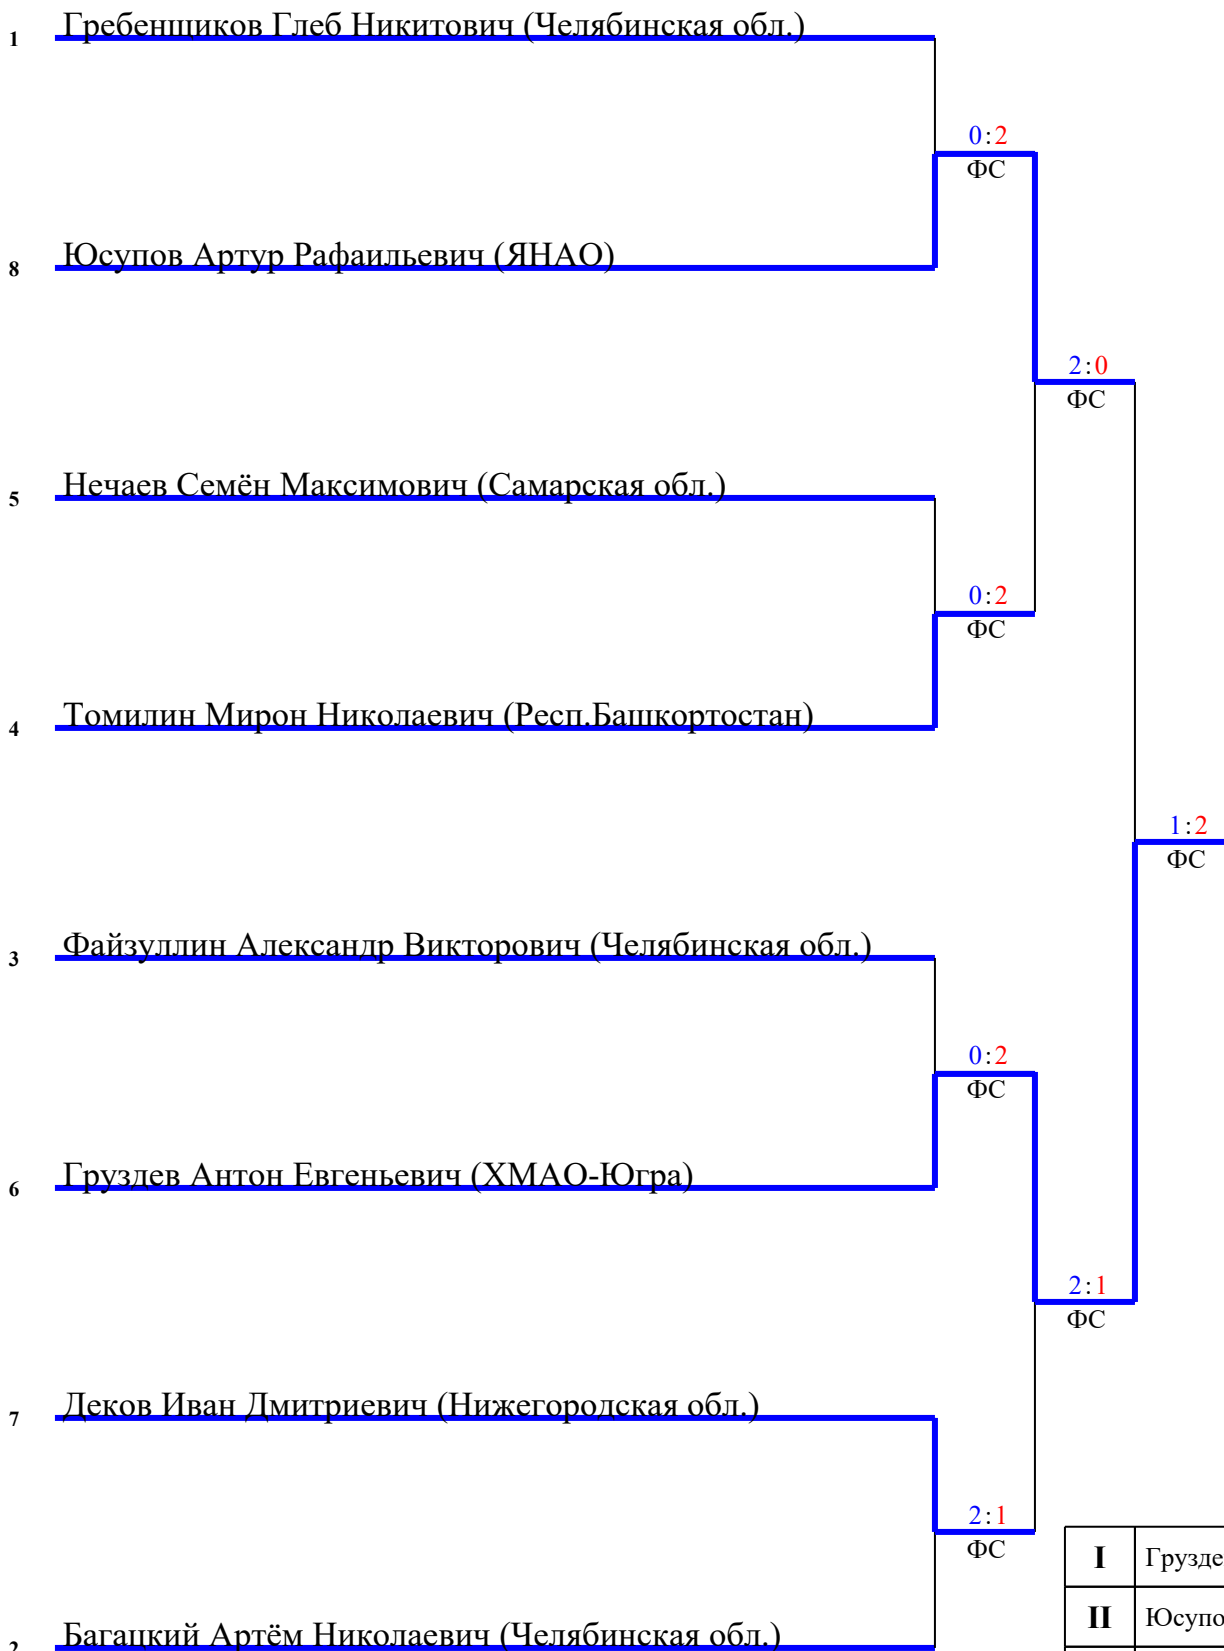 1 Гребенщиков Глеб Никитович (Челябинская обл.)
0:2
ФС
8 Юсупов Артур Рафаильевич (ЯНАО)
2:0
ФС
5 Нечаев Семён Максимович (Самарская обл.)
0:2
ФС
4 Томилин Мирон Николаевич (Респ.Башкортостан)
1:2
ФС
3 Файзуллин Александр Викторович (Челябинская обл.)
0:2
ФС
6 Груздев Антон Евгеньевич (ХМАО-Югра)
2:1
ФС
7 Деков Иван Дмитриевич (Нижегородская обл.)
2:1
ФС
I Грузде
II Юсупо
2 Багацкий Артём Николаевич (Челябинская обл.)